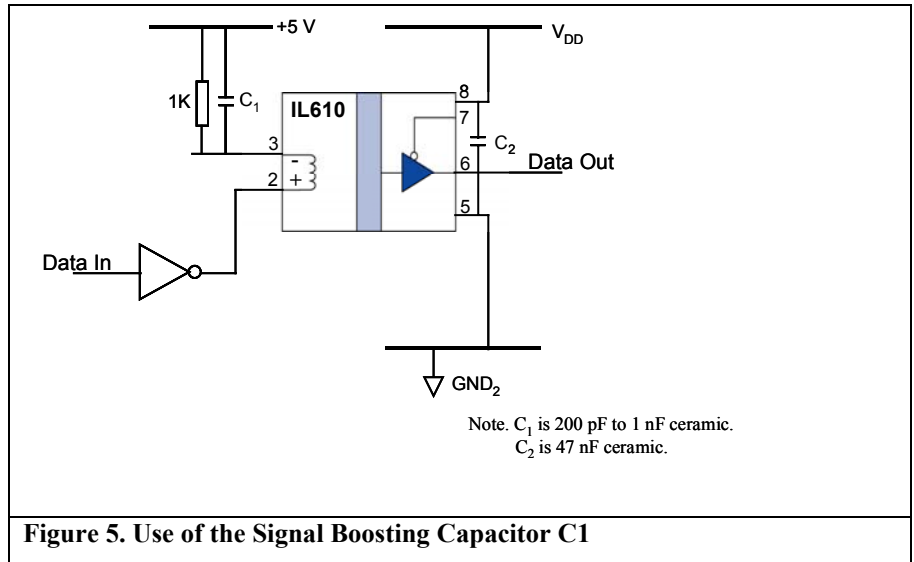 +5 V
V_DD
1K
C₁
IL610
8
7
3
C₂
-
6
Data Out
2
+
5
Data In
GND₂
Note. C₁ is 200 pF to 1 nF ceramic.
C₂ is 47 nF ceramic.
Figure 5. Use of the Signal Boosting Capacitor C1